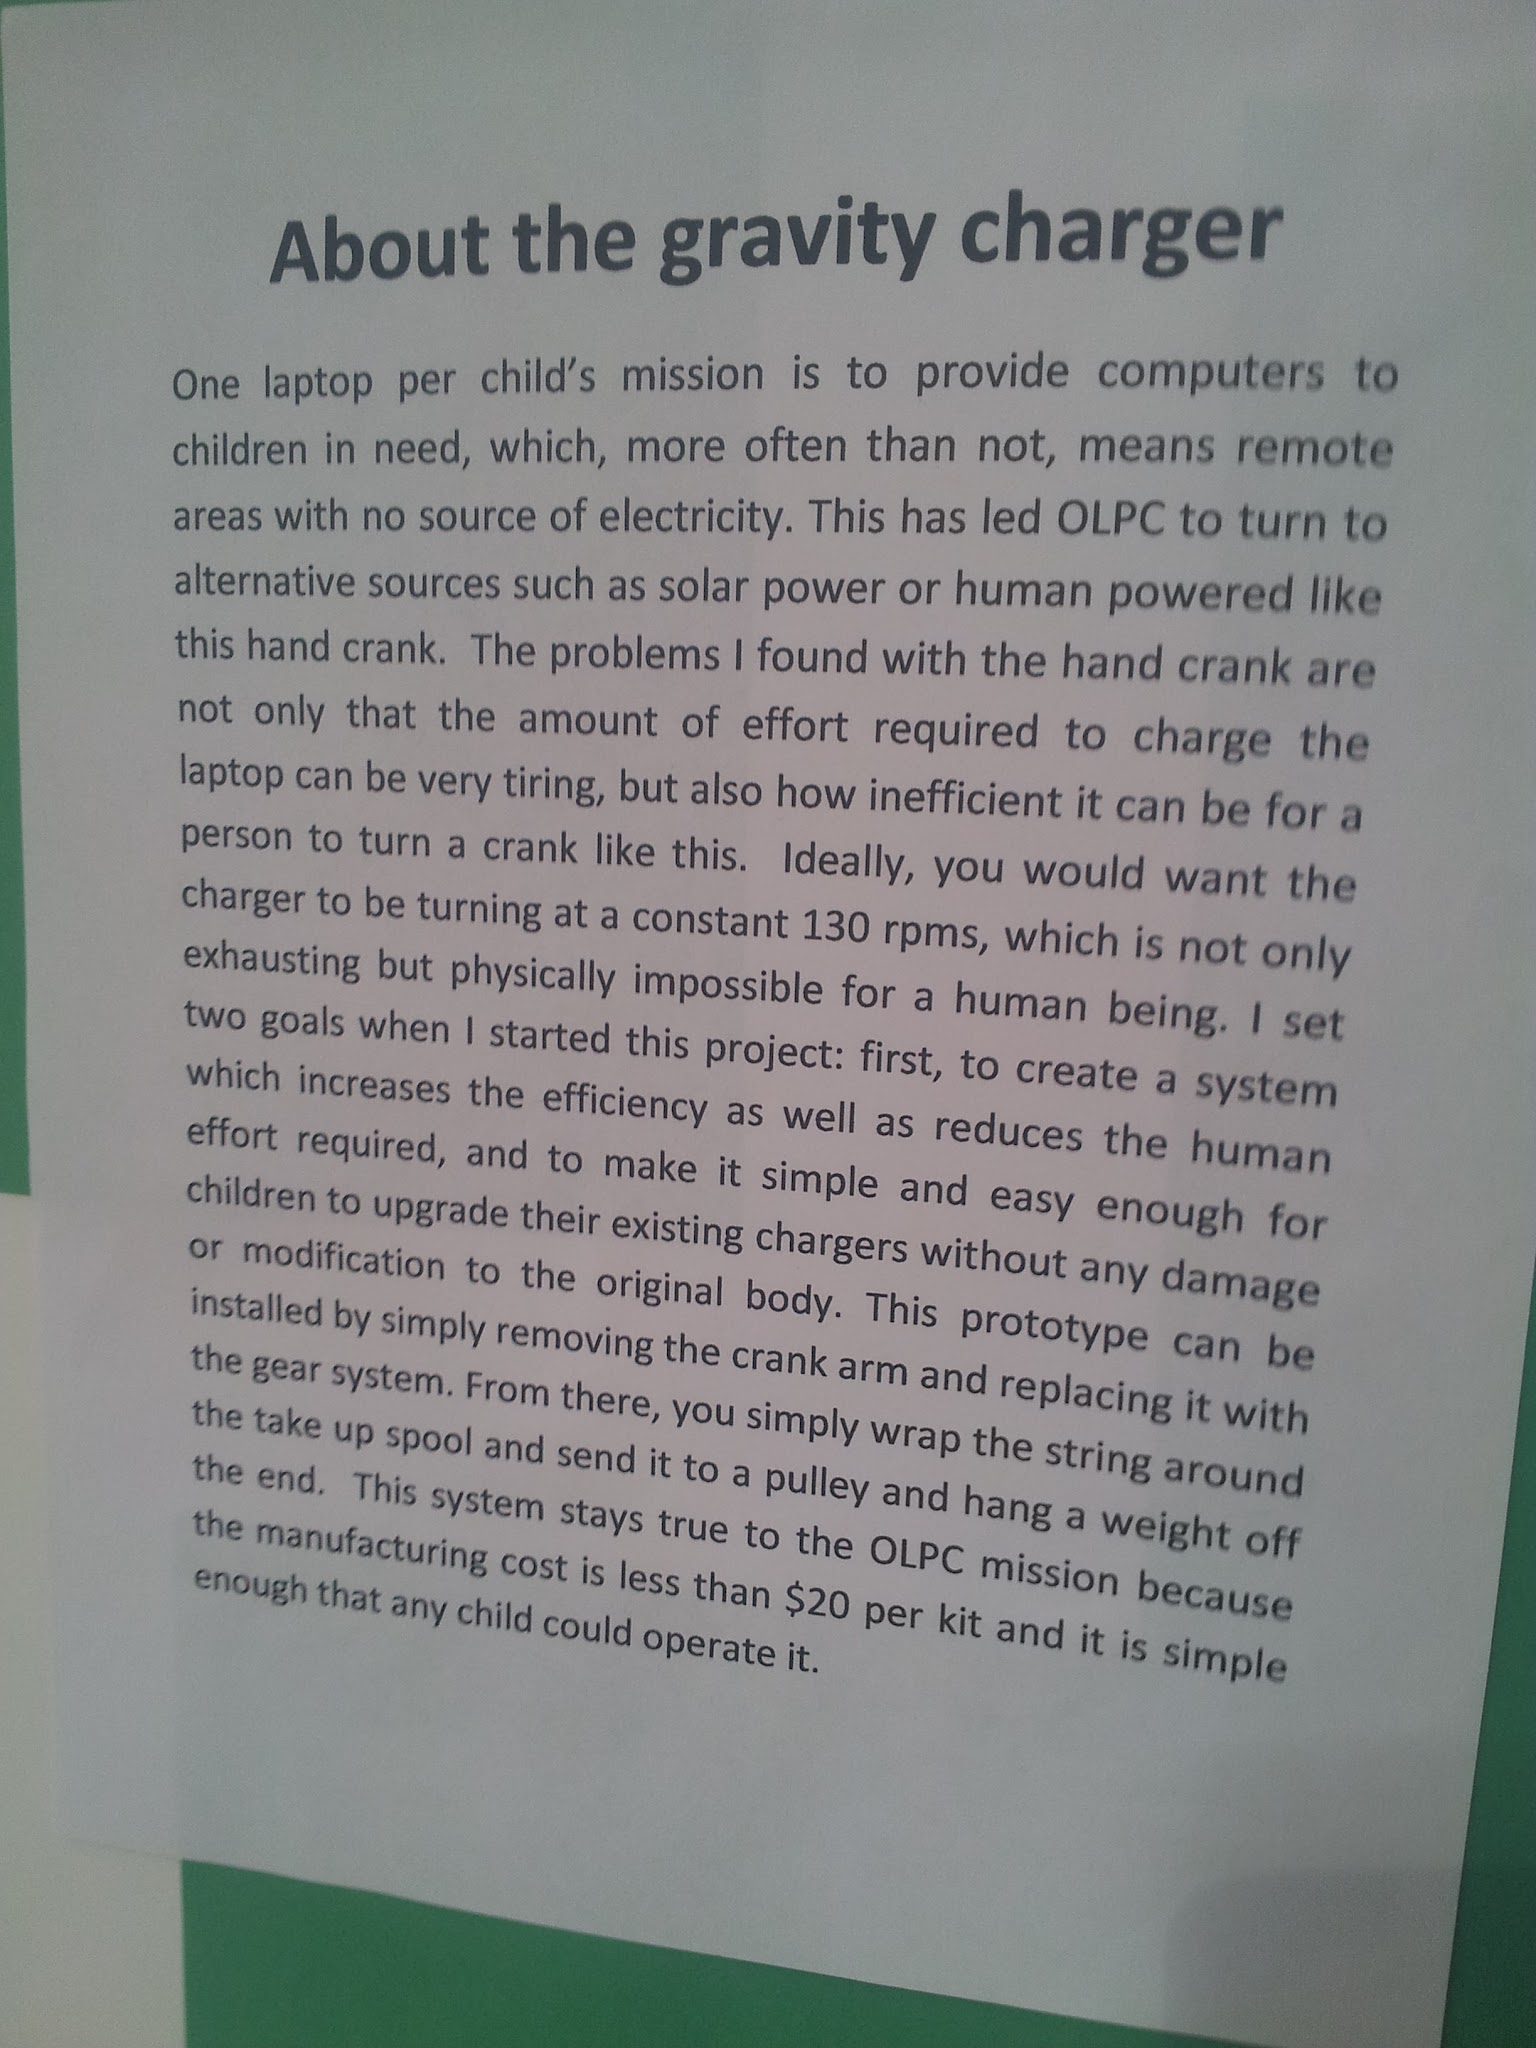 About the gravity charger
One laptop per child's mission is to provide computers to
children in need, which, more often than not, means remote
areas with no source of electricity. This has led OLPC to turn to
alternative sources such as solar power or human powered like
this hand crank. The problems I found with the hand crank are
not only that the amount of effort required to charge the
laptop can be very tiring, but also how inefficient it can be for a
person to turn a crank like this. Ideally, you would want the
charger to be turning at a constant 130 rpms, which is not only
exhausting but physically impossible for a human being. I set
two goals when I started this project: first, to create a system
which increases the efficiency as well as reduces the human
effort required, and to make it simple and easy enough for
children to upgrade their existing chargers without any damage
or modification to the original body. This prototype can be
installed by simply removing the crank arm and replacing it with
the gear system. From there, you simply wrap the string around
the take up spool and send it to a pulley and hang a weight off
the end. This system stays true to the OLPC mission because
the manufacturing cost is less than $20 per kit and it is simple
enough that any child could operate it.